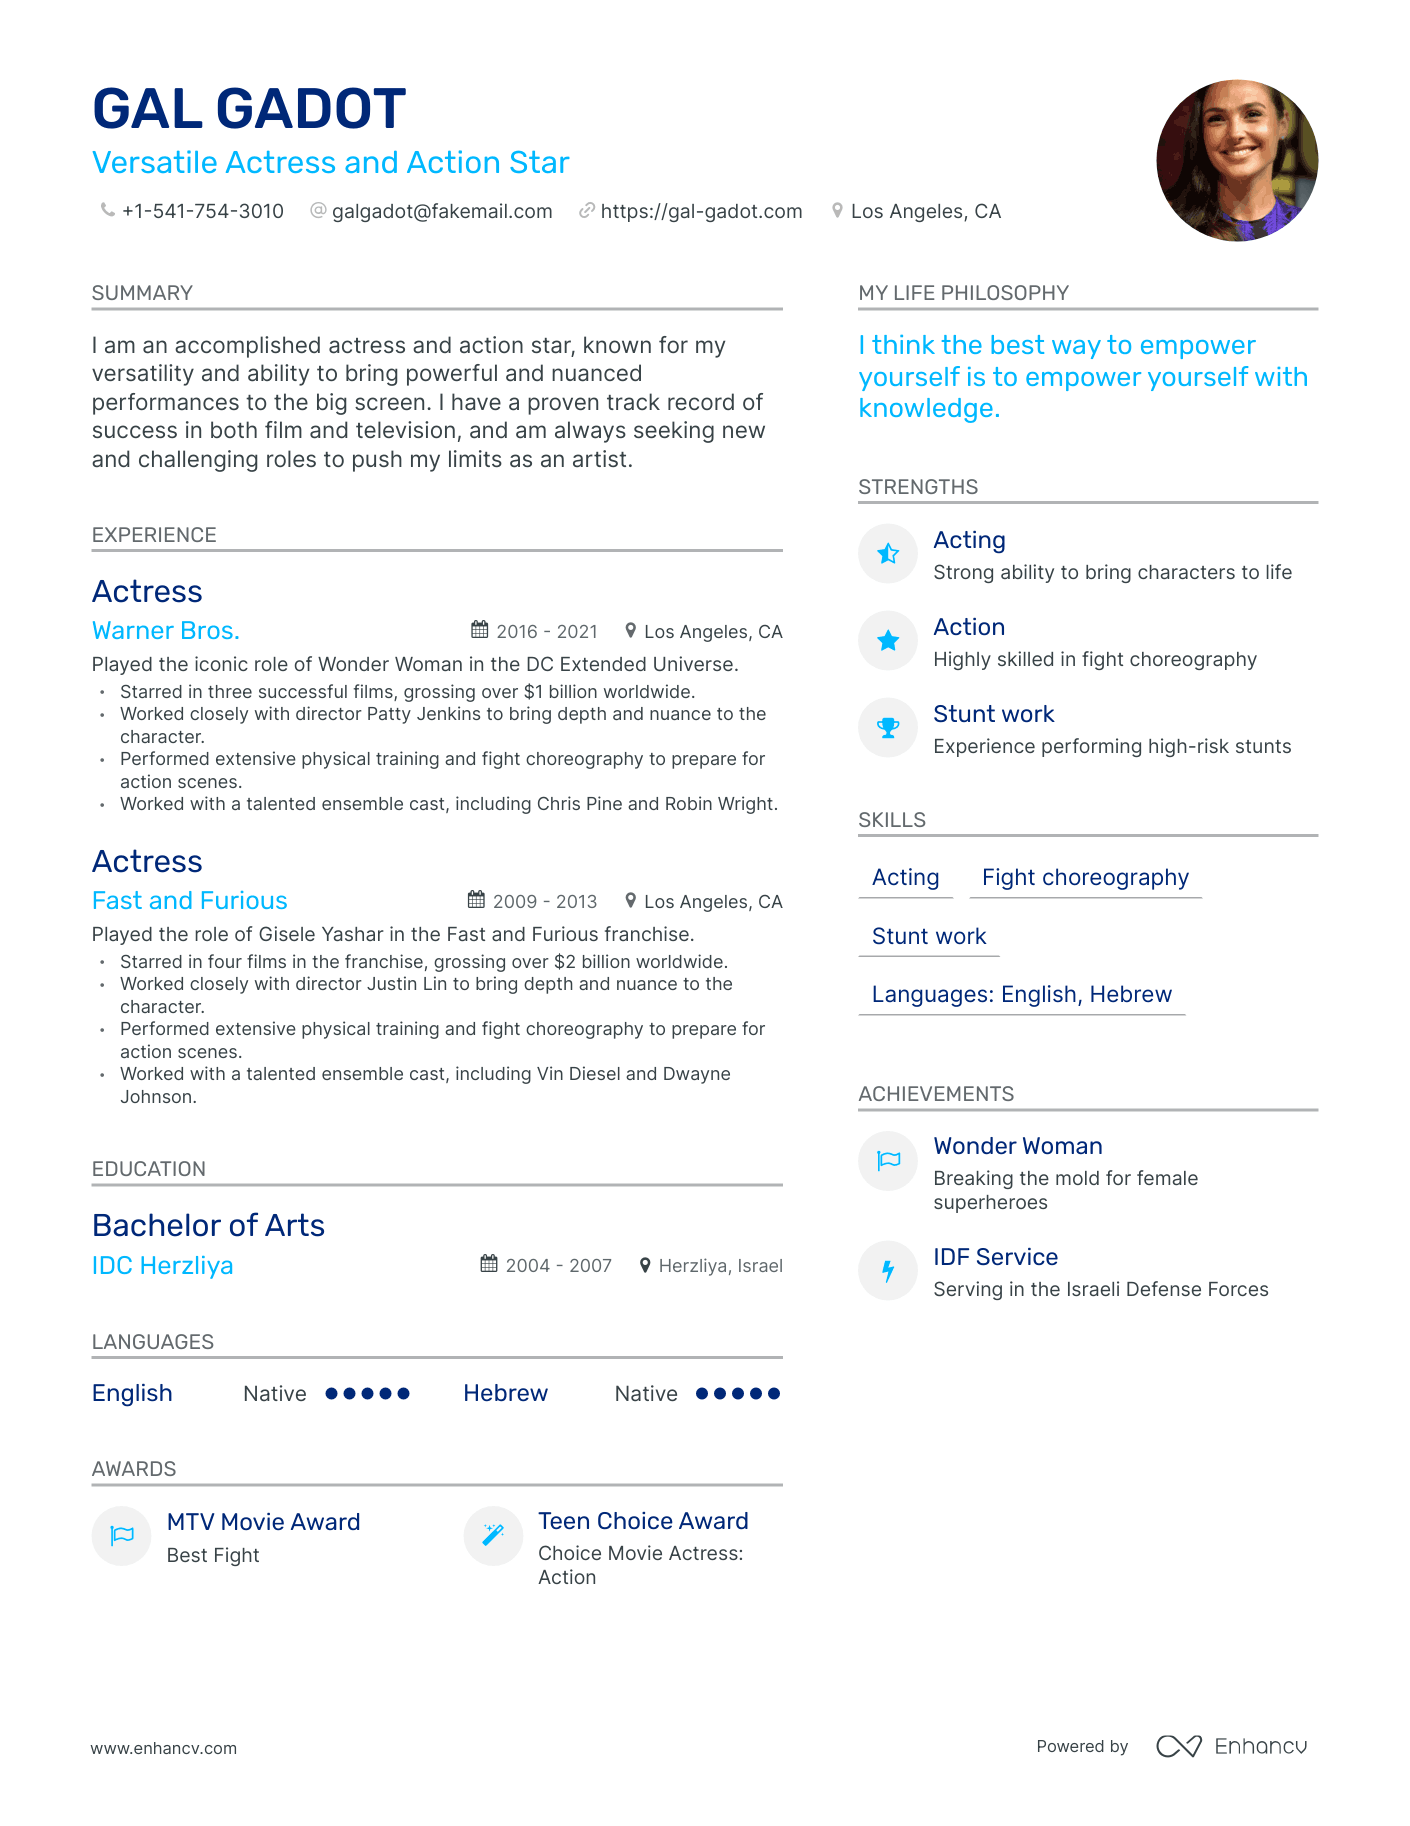 GAL GADOT
Versatile Actress and Action Star
+1-541-754-3010 galgadot@fakemail.com https://gal-gadot.com Los Angeles, CA
SUMMARY
I am an accomplished actress and action star, known for my
versatility and ability to bring powerful and nuanced
performances to the big screen. I have a proven track record of
success in both film and television, and am always seeking new
and challenging roles to push my limits as an artist.
EXPERIENCE
Actress
Warner Bros. 2016 - 2021 Los Angeles, CA
Played the iconic role of Wonder Woman in the DC Extended Universe.
• Starred in three successful films, grossing over $1 billion worldwide.
• Worked closely with director Patty Jenkins to bring depth and nuance to the
character.
• Performed extensive physical training and fight choreography to prepare for
action scenes.
• Worked with a talented ensemble cast, including Chris Pine and Robin Wright.
Actress
Fast and Furious 2009 - 2013 Los Angeles, CA
Played the role of Gisele Yashar in the Fast and Furious franchise.
• Starred in four films in the franchise, grossing over $2 billion worldwide.
• Worked closely with director Justin Lin to bring depth and nuance to the
character.
• Performed extensive physical training and fight choreography to prepare for
action scenes.
• Worked with a talented ensemble cast, including Vin Diesel and Dwayne
Johnson.
EDUCATION
Bachelor of Arts
IDC Herzliya 2004 - 2007 Herzliya, Israel
LANGUAGES
English Native Hebrew Native
AWARDS
MTV Movie Award
Best Fight
Teen Choice Award
Choice Movie Actress:
Action
MY LIFE PHILOSOPHY
I think the best way to empower
yourself is to empower yourself with
knowledge.
STRENGTHS
Acting
Strong ability to bring characters to life
Action
Highly skilled in fight choreography
Stunt work
Experience performing high-risk stunts
SKILLS
Acting Fight choreography
Stunt work
Languages: English, Hebrew
ACHIEVEMENTS
Wonder Woman
Breaking the mold for female
superheroes
IDF Service
Serving in the Israeli Defense Forces
www.enhancv.com
Powered by Enhancv